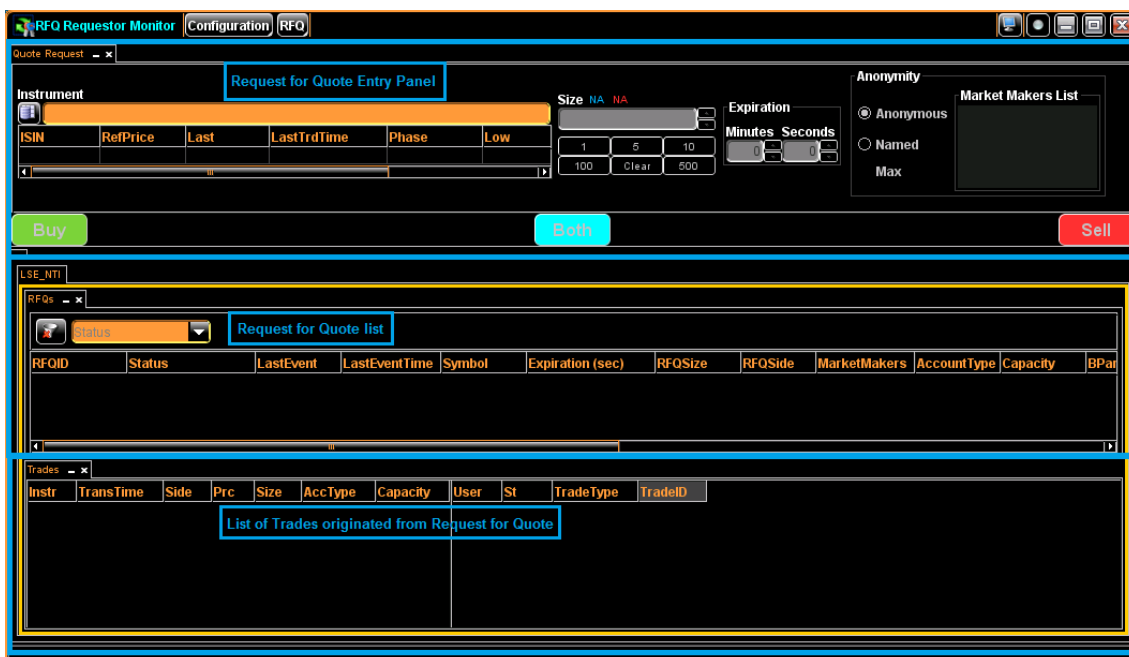 RFQ Requestor Monitor Configuration RFQ
Quote Request
Request for Quote Entry Panel
Instrument
ISIN RefPrice Last LastTrdTime Phase Low
Size NA NA
1 5 10
100 Clear 500
Expiration
Minutes Seconds
0 0
Anonymity
Anonymous
Named
Max
Market Makers List
Buy Both Sell
LSE_NTI
RFQs
Status
Request for Quote list
RFQID Status LastEvent LastEventTime Symbol Expiration (sec) RFQSize RFQSide MarketMakers AccountType Capacity BPar
Trades
Instr TransTime Side Prc Size AccType Capacity User St TradeType TradeID
List of Trades originated from Request for Quote